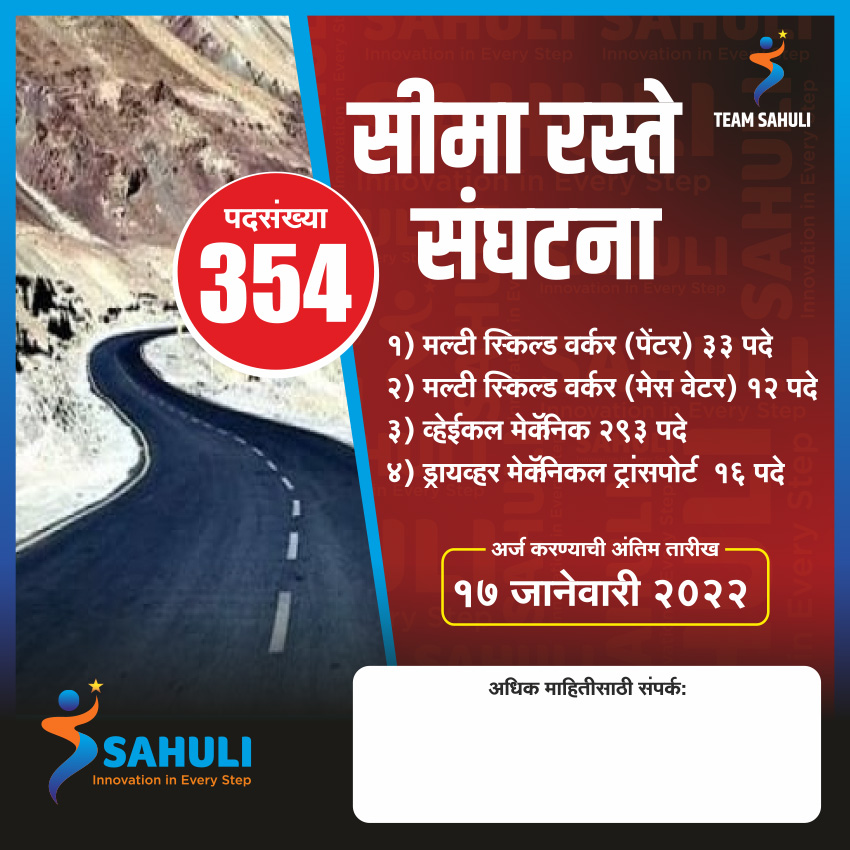 TEAM SAHULI
सीमा रस्ते
संघटना
पदसंख्या
354
१) मल्टी स्किल्ड वर्कर (पेंटर) ३३ पदे
२) मल्टी स्किल्ड वर्कर (मेस वेटर) १२ पदे
३) व्हेईकल मेकॅनिक २९३ पदे
४) ड्रायव्हर मेकॅनिकल ट्रांसपोर्ट १६ पदे
अर्ज करण्याची अंतिम तारीख
१७ जानेवारी २०२२
अधिक माहितीसाठी संपर्क:
SAHULI
Innovation in Every Step